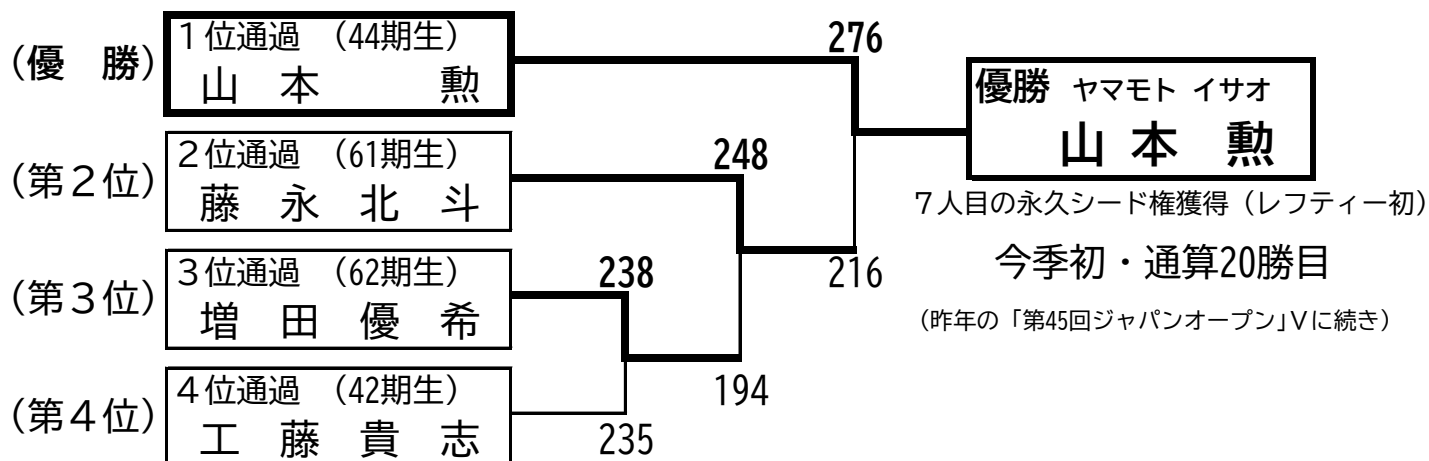 (優　勝)
１位通過　(44期生)
山　本　　　勲
276
優勝 ヤマモト イサオ
山 本　勲
(第２位)
２位通過　(61期生)
藤　永　北　斗
248
７人目の永久シード権獲得（レフティー初）
216
今季初・通算20勝目
(第３位)
３位通過　(62期生)
増　田　優　希
238
(昨年の「第45回ジャパンオープン」Ｖに続き)
194
(第４位)
４位通過　(42期生)
工　藤　貴　志
235